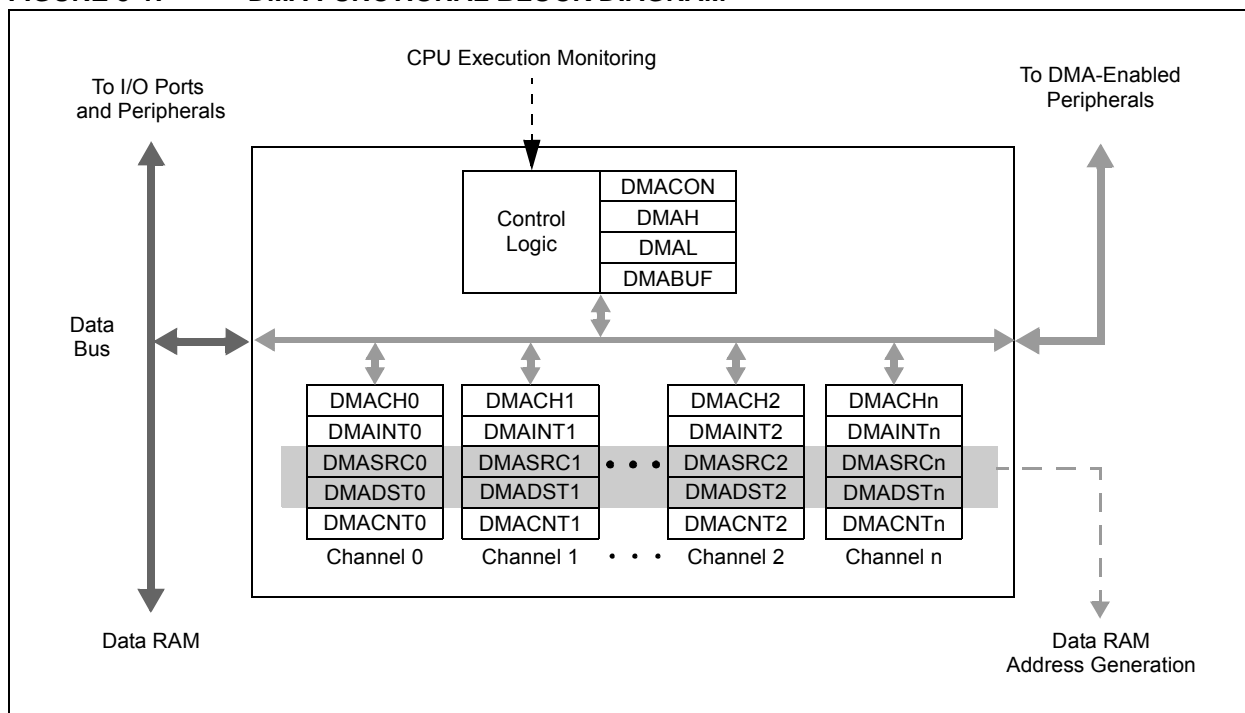 CPU Execution Monitoring
To I/O Ports
and Peripherals
To DMA-Enabled
Peripherals
Control
Logic
DMACON
DMAH
DMAL
DMABUF
Data
Bus
DMACH0
DMAINT0
DMASRC0
DMADST0
DMACNT0
Channel 0
DMACH1
DMAINT1
DMASRC1
DMADST1
DMACNT1
Channel 1
DMACH2
DMAINT2
DMASRC2
DMADST2
DMACNT2
Channel 2
DMACHn
DMAINTn
DMASRCn
DMADSTn
DMACNTn
Channel n
Data RAM
Data RAM
Address Generation